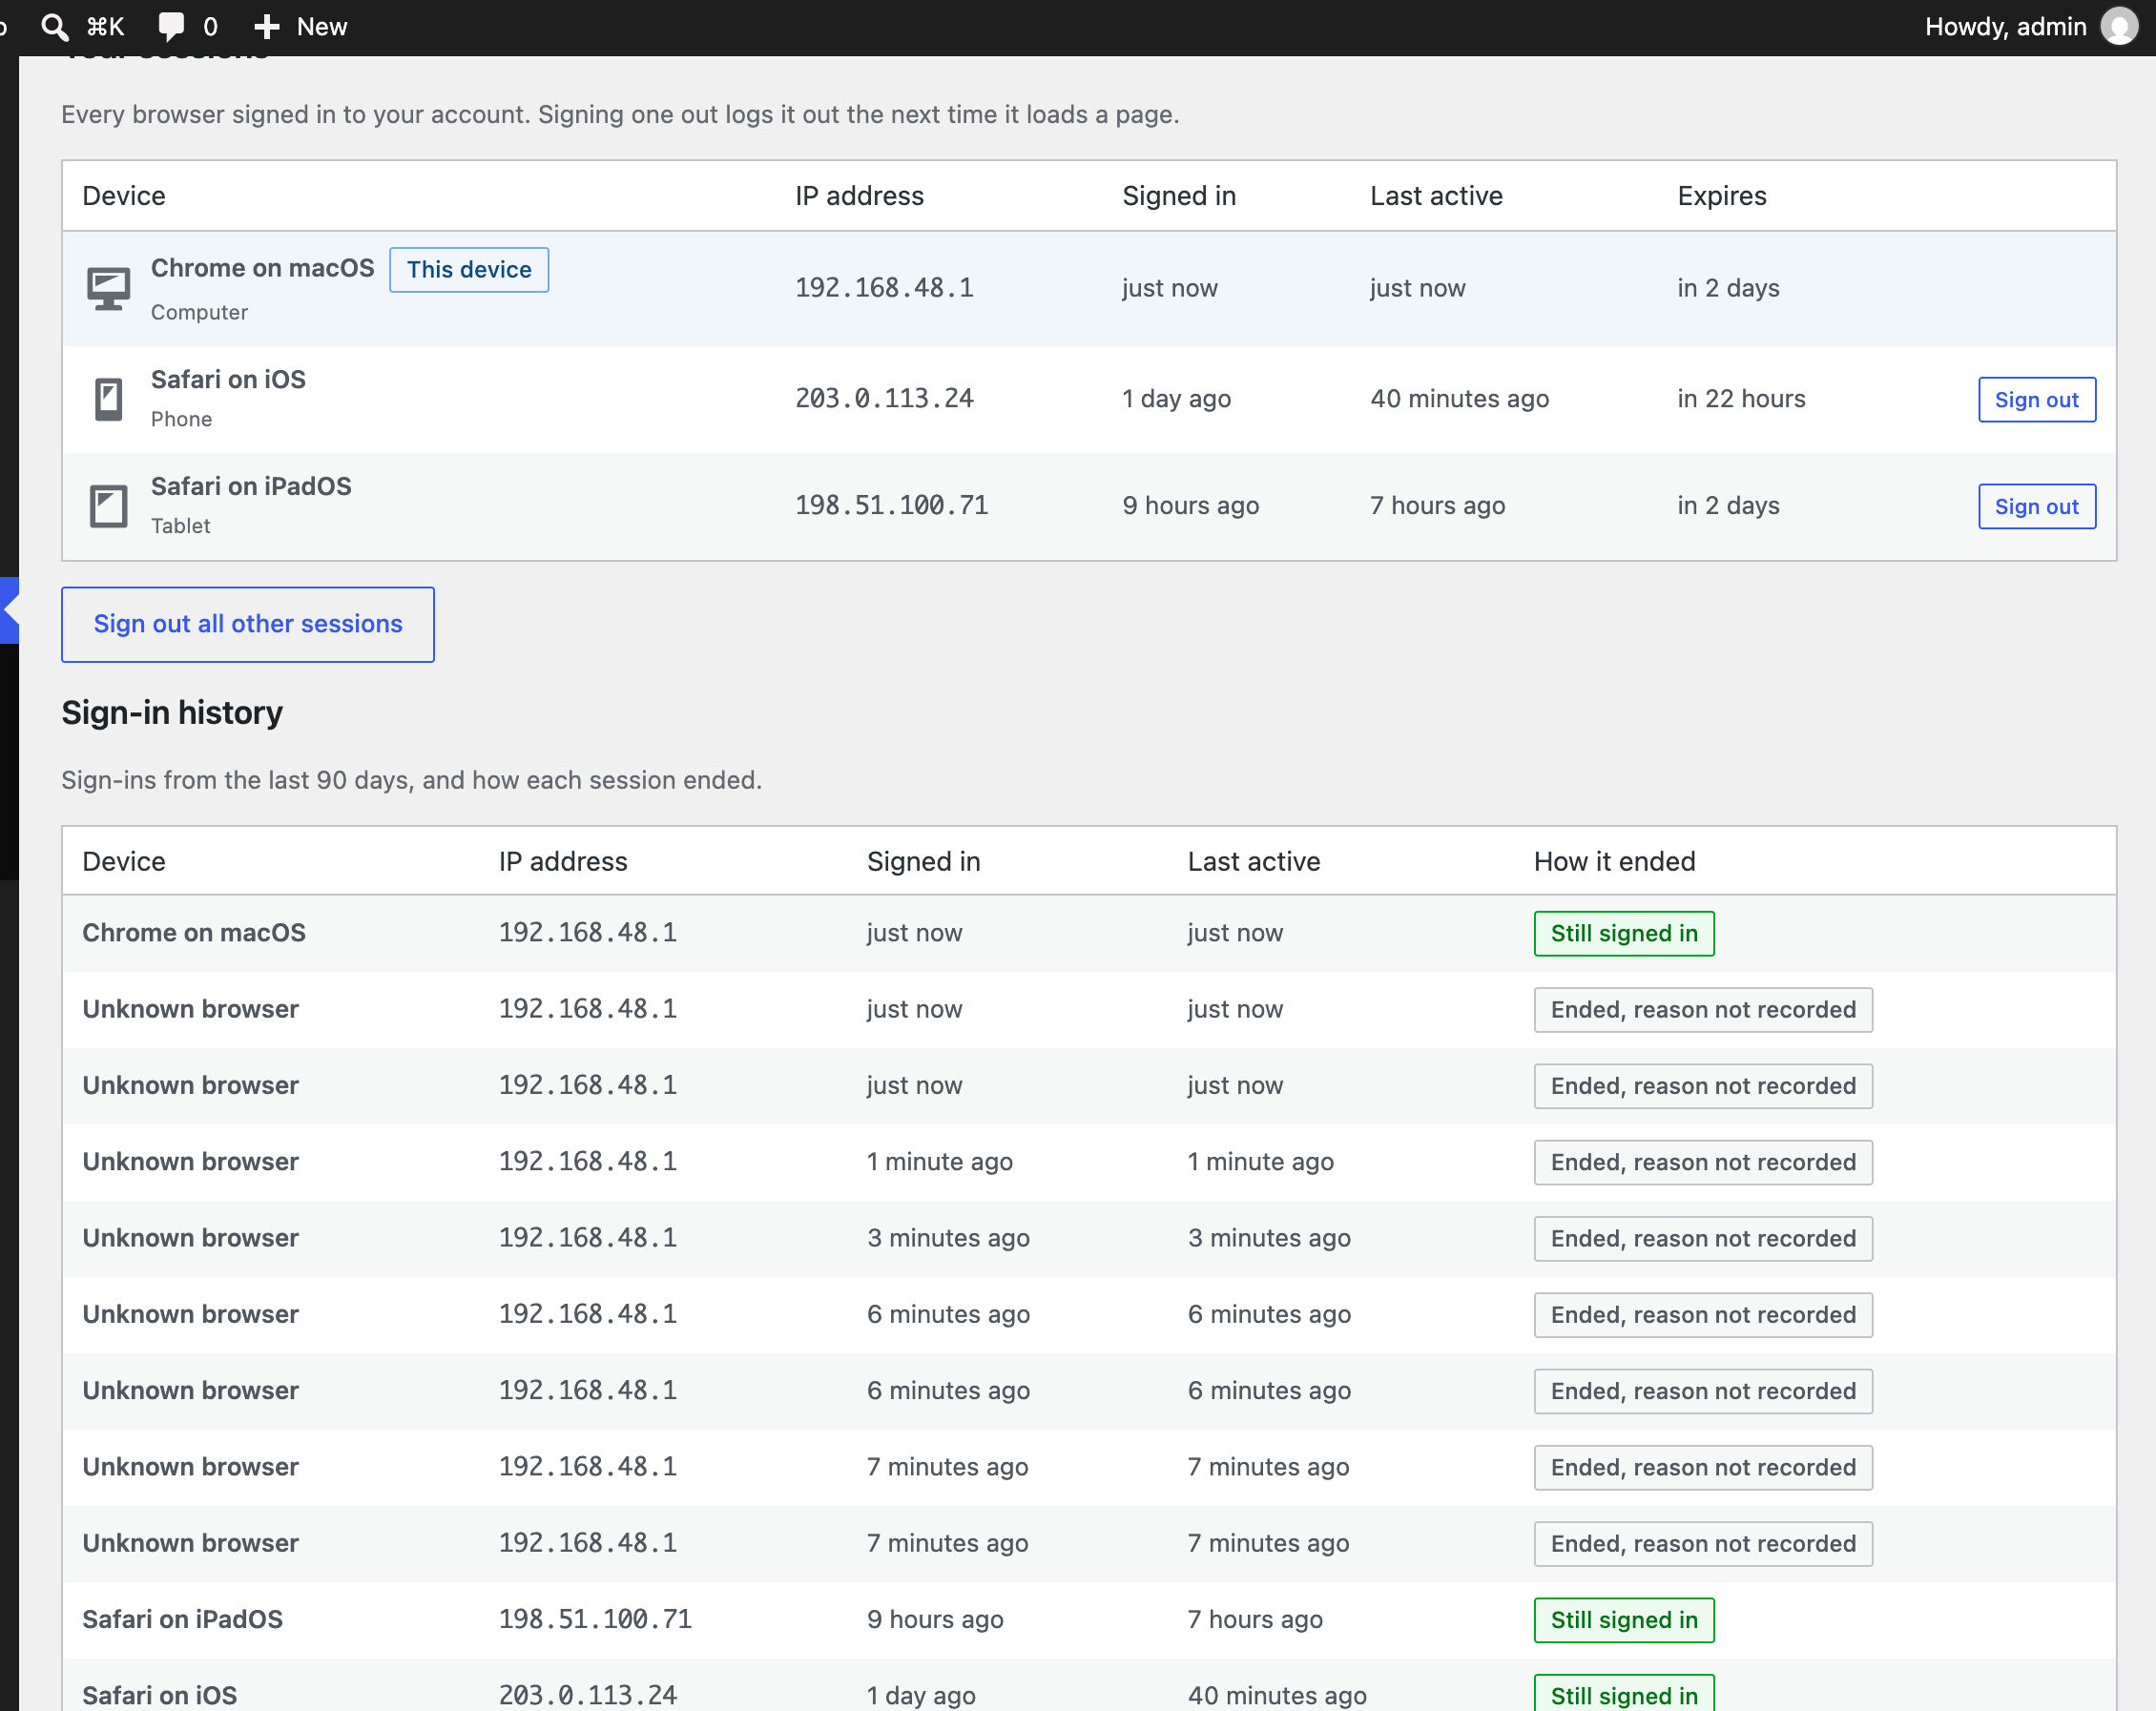 ⌘K 0 New Howdy, admin
Your sessions
Every browser signed in to your account. Signing one out logs it out the next time it loads a page.
Device IP address Signed in Last active Expires
Chrome on macOS This device 192.168.48.1 just now just now in 2 days
Computer
Safari on iOS 203.0.113.24 1 day ago 40 minutes ago in 22 hours Sign out
Phone
Safari on iPadOS 198.51.100.71 9 hours ago 7 hours ago in 2 days Sign out
Tablet
Sign out all other sessions
Sign-in history
Sign-ins from the last 90 days, and how each session ended.
Device IP address Signed in Last active How it ended
Chrome on macOS 192.168.48.1 just now just now Still signed in
Unknown browser 192.168.48.1 just now just now Ended, reason not recorded
Unknown browser 192.168.48.1 just now just now Ended, reason not recorded
Unknown browser 192.168.48.1 1 minute ago 1 minute ago Ended, reason not recorded
Unknown browser 192.168.48.1 3 minutes ago 3 minutes ago Ended, reason not recorded
Unknown browser 192.168.48.1 6 minutes ago 6 minutes ago Ended, reason not recorded
Unknown browser 192.168.48.1 6 minutes ago 6 minutes ago Ended, reason not recorded
Unknown browser 192.168.48.1 7 minutes ago 7 minutes ago Ended, reason not recorded
Unknown browser 192.168.48.1 7 minutes ago 7 minutes ago Ended, reason not recorded
Safari on iPadOS 198.51.100.71 9 hours ago 7 hours ago Still signed in
Safari on iOS 203.0.113.24 1 day ago 40 minutes ago Still signed in